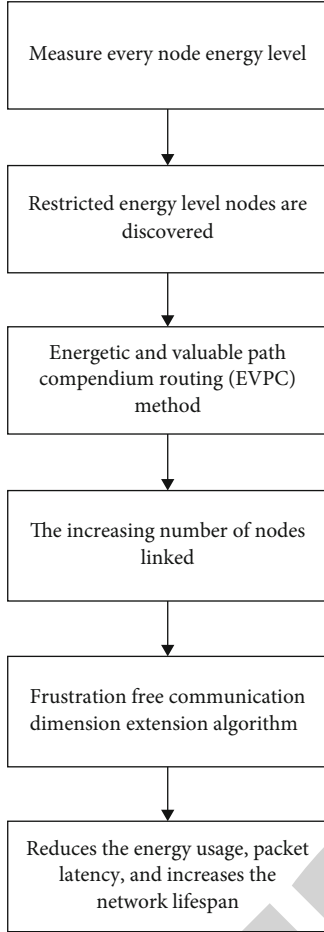 Measure every node energy level
Restricted energy level nodes are
discovered
Energetic and valuable path
compendium routing (EVPC)
method
The increasing number of nodes
linked
Frustration free communication
dimension extension algorithm
Reduces the energy usage, packet
latency, and increases the
network lifespan